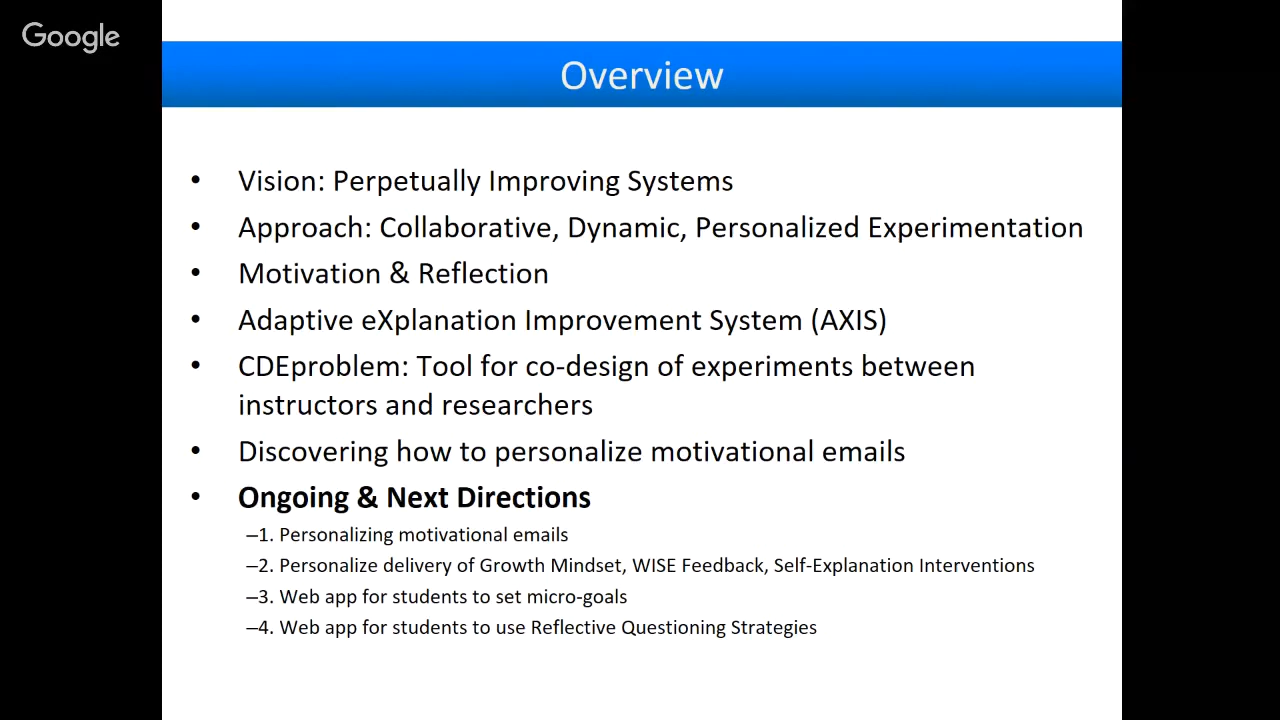 Google
Overview
• Vision: Perpetually Improving Systems
• Approach: Collaborative, Dynamic, Personalized Experimentation
• Motivation & Reflection
• Adaptive eXplanation Improvement System (AXIS)
• CDEproblem: Tool for co-design of experiments between
instructors and researchers
• Discovering how to personalize motivational emails
• Ongoing & Next Directions
–1. Personalizing motivational emails
–2. Personalize delivery of Growth Mindset, WISE Feedback, Self-Explanation Interventions
–3. Web app for students to set micro-goals
–4. Web app for students to use Reflective Questioning Strategies